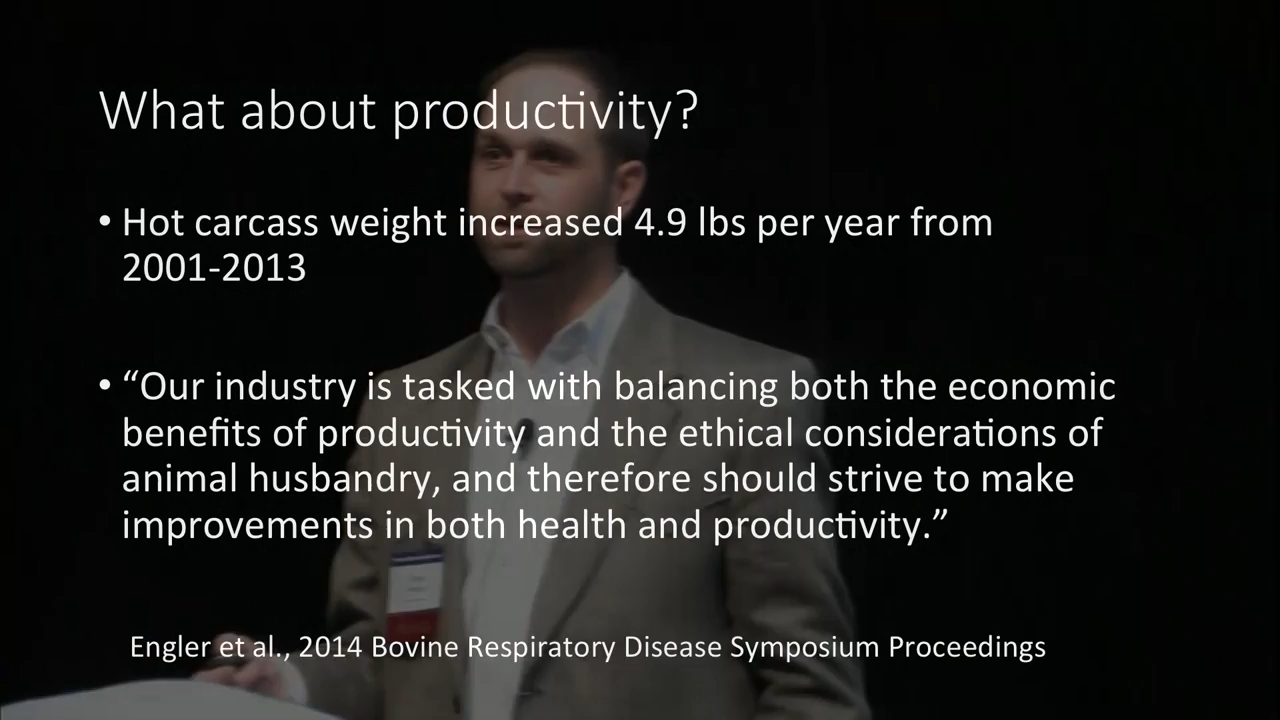 What about productivity?
• Hot carcass weight increased 4.9 lbs per year from
2001-2013
• “Our industry is tasked with balancing both the economic
benefits of productivity and the ethical considerations of
animal husbandry, and therefore should strive to make
improvements in both health and productivity.”
Engler et al., 2014 Bovine Respiratory Disease Symposium Proceedings